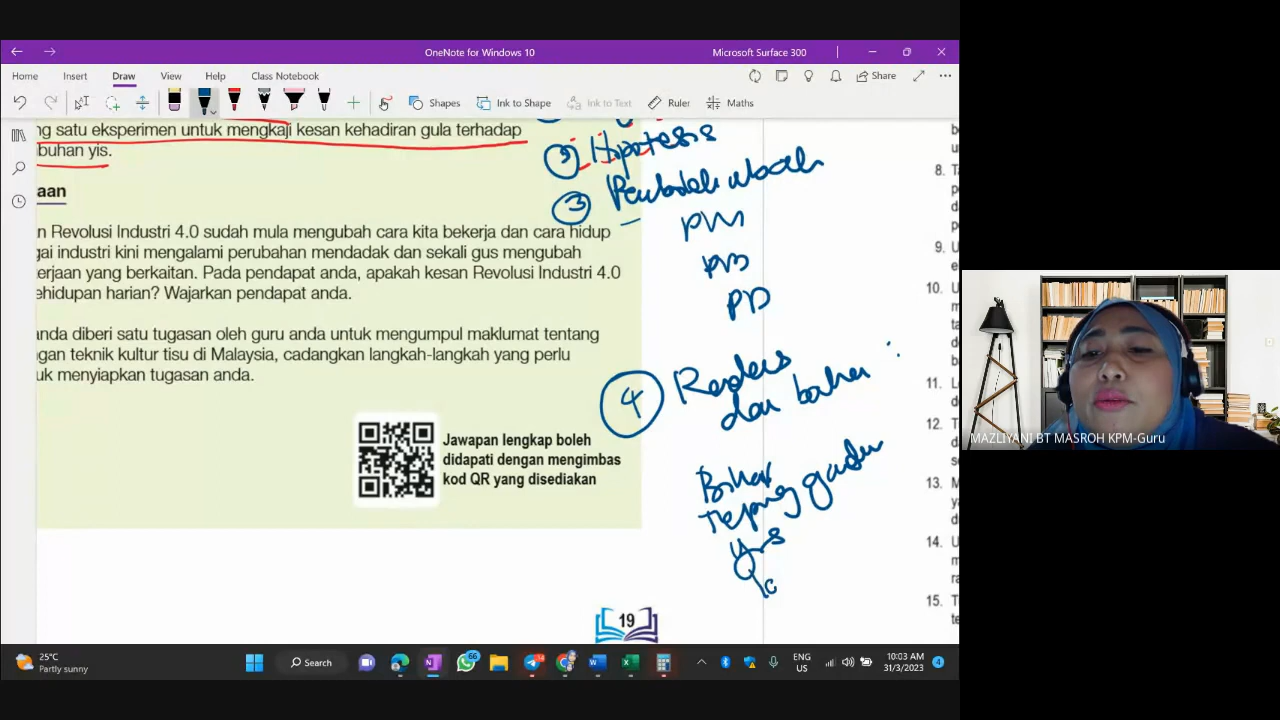 OneNote for Windows 10
Microsoft Surface 300
Home Insert Draw View Help Class Notebook
Share
Shapes
Ink to Shape
Ink to Text
Ruler
Maths
ng satu eksperimen untuk mengkaji kesan kehadiran gula terhadap
buhan yis.
aan
n Revolusi Industri 4.0 sudah mula mengubah cara kita bekerja dan cara hidup
gai industri kini mengalami perubahan mendadak dan sekali gus mengubah
erjaan yang berkaitan. Pada pendapat anda, apakah kesan Revolusi Industri 4.0
ehidupan harian? Wajarkan pendapat anda.
anda diberi satu tugasan oleh guru anda untuk mengumpul maklumat tentang
ngan teknik kultur tisu di Malaysia, cadangkan langkah-langkah yang perlu
uk menyiapkan tugasan anda.
Jawapan lengkap boleh
didapati dengan mengimbas
kod QR yang disediakan
19
2 Hipotesis
3
PM
PB
PD
4 Radas
dan bahan
Bikar
Tepung gandum
yis
8. T
9. U
10. U
11. L
12. T
13. M
14. U
15. T
MAZLIYANI BT MASROH KPM-Guru
25°C
Partly sunny
Search
66
ENG
US
10:03 AM
31/3/2023
4